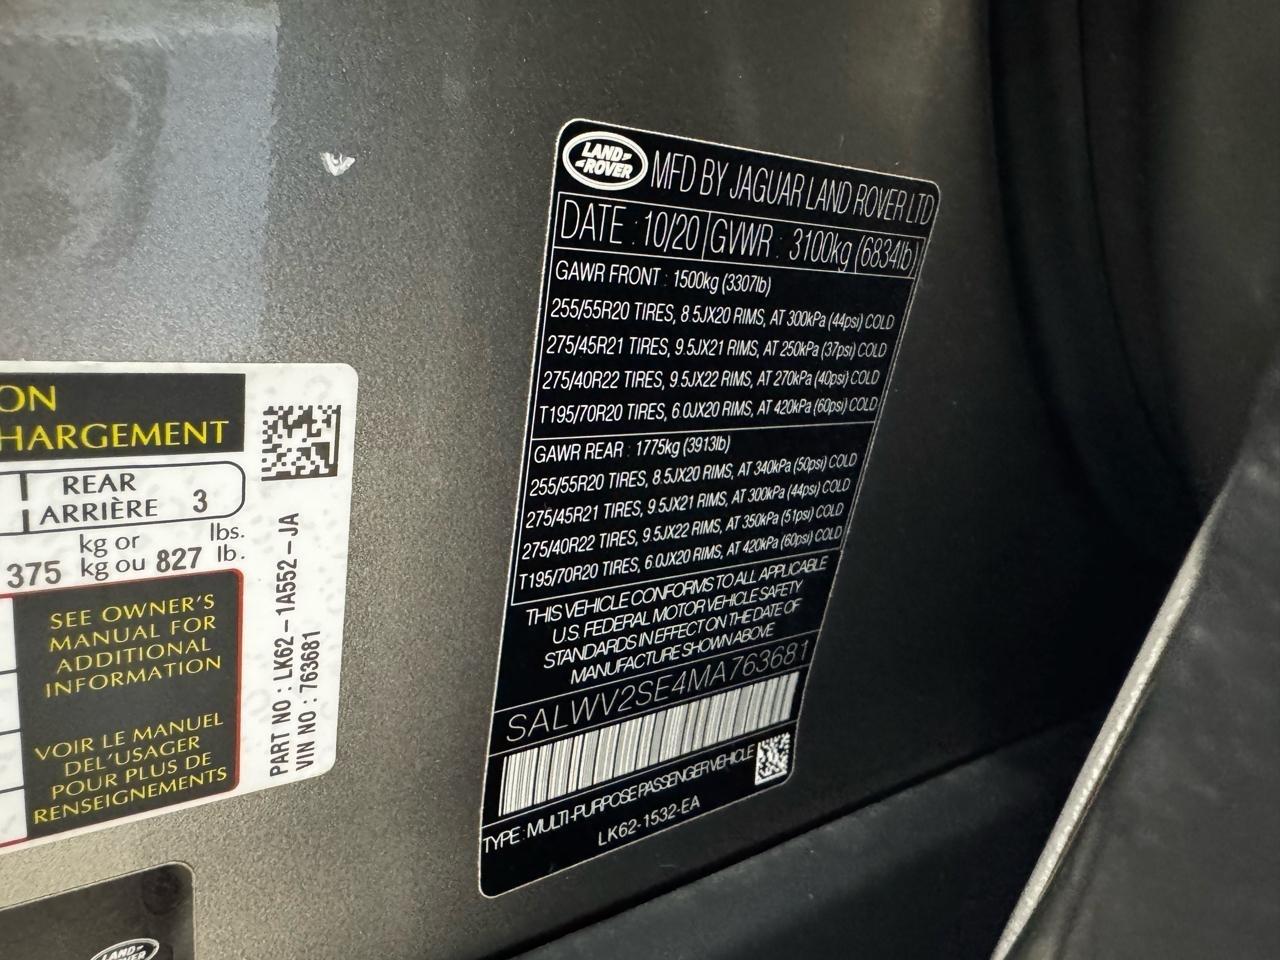 LAND ROVER
MFD BY JAGUAR LAND ROVER LTD
DATE : 10/20 GVWR : 3100kg (6834lb)
GAWR FRONT : 1500kg (3307lb)
255/55R20 TIRES, 8.5JX20 RIMS, AT 300kPa (44psi) COLD
275/45R21 TIRES, 9.5JX21 RIMS, AT 250kPa (37psi) COLD
275/40R22 TIRES, 9.5JX22 RIMS, AT 270kPa (40psi) COLD
T195/70R20 TIRES, 6.0JX20 RIMS, AT 420kPa (60psi) COLD
GAWR REAR : 1775kg (3913lb)
255/55R20 TIRES, 8.5JX20 RIMS, AT 340kPa (50psi) COLD
275/45R21 TIRES, 9.5JX21 RIMS, AT 300kPa (44psi) COLD
275/40R22 TIRES, 9.5JX22 RIMS, AT 350kPa (51psi) COLD
T195/70R20 TIRES, 6.0JX20 RIMS, AT 420kPa (60psi) COLD
THIS VEHICLE CONFORMS TO ALL APPLICABLE
U.S. FEDERAL MOTOR VEHICLE SAFETY
STANDARDS IN EFFECT ON THE DATE OF
MANUFACTURE SHOWN ABOVE
SALWV2SE4MA763681
TYPE : MULTI-PURPOSE PASSENGER VEHICLE
LK62-1532-EA
ON
HARGEMENT
REAR
ARRIÈRE 3
375 kg or
kg ou 827 lbs.
lb.
SEE OWNER'S
MANUAL FOR
ADDITIONAL
INFORMATION
VOIR LE MANUEL
DE L'USAGER
POUR PLUS DE
RENSEIGNEMENTS
PART NO : LK62-1A552-JA
VIN NO : 763681
LAND ROVER